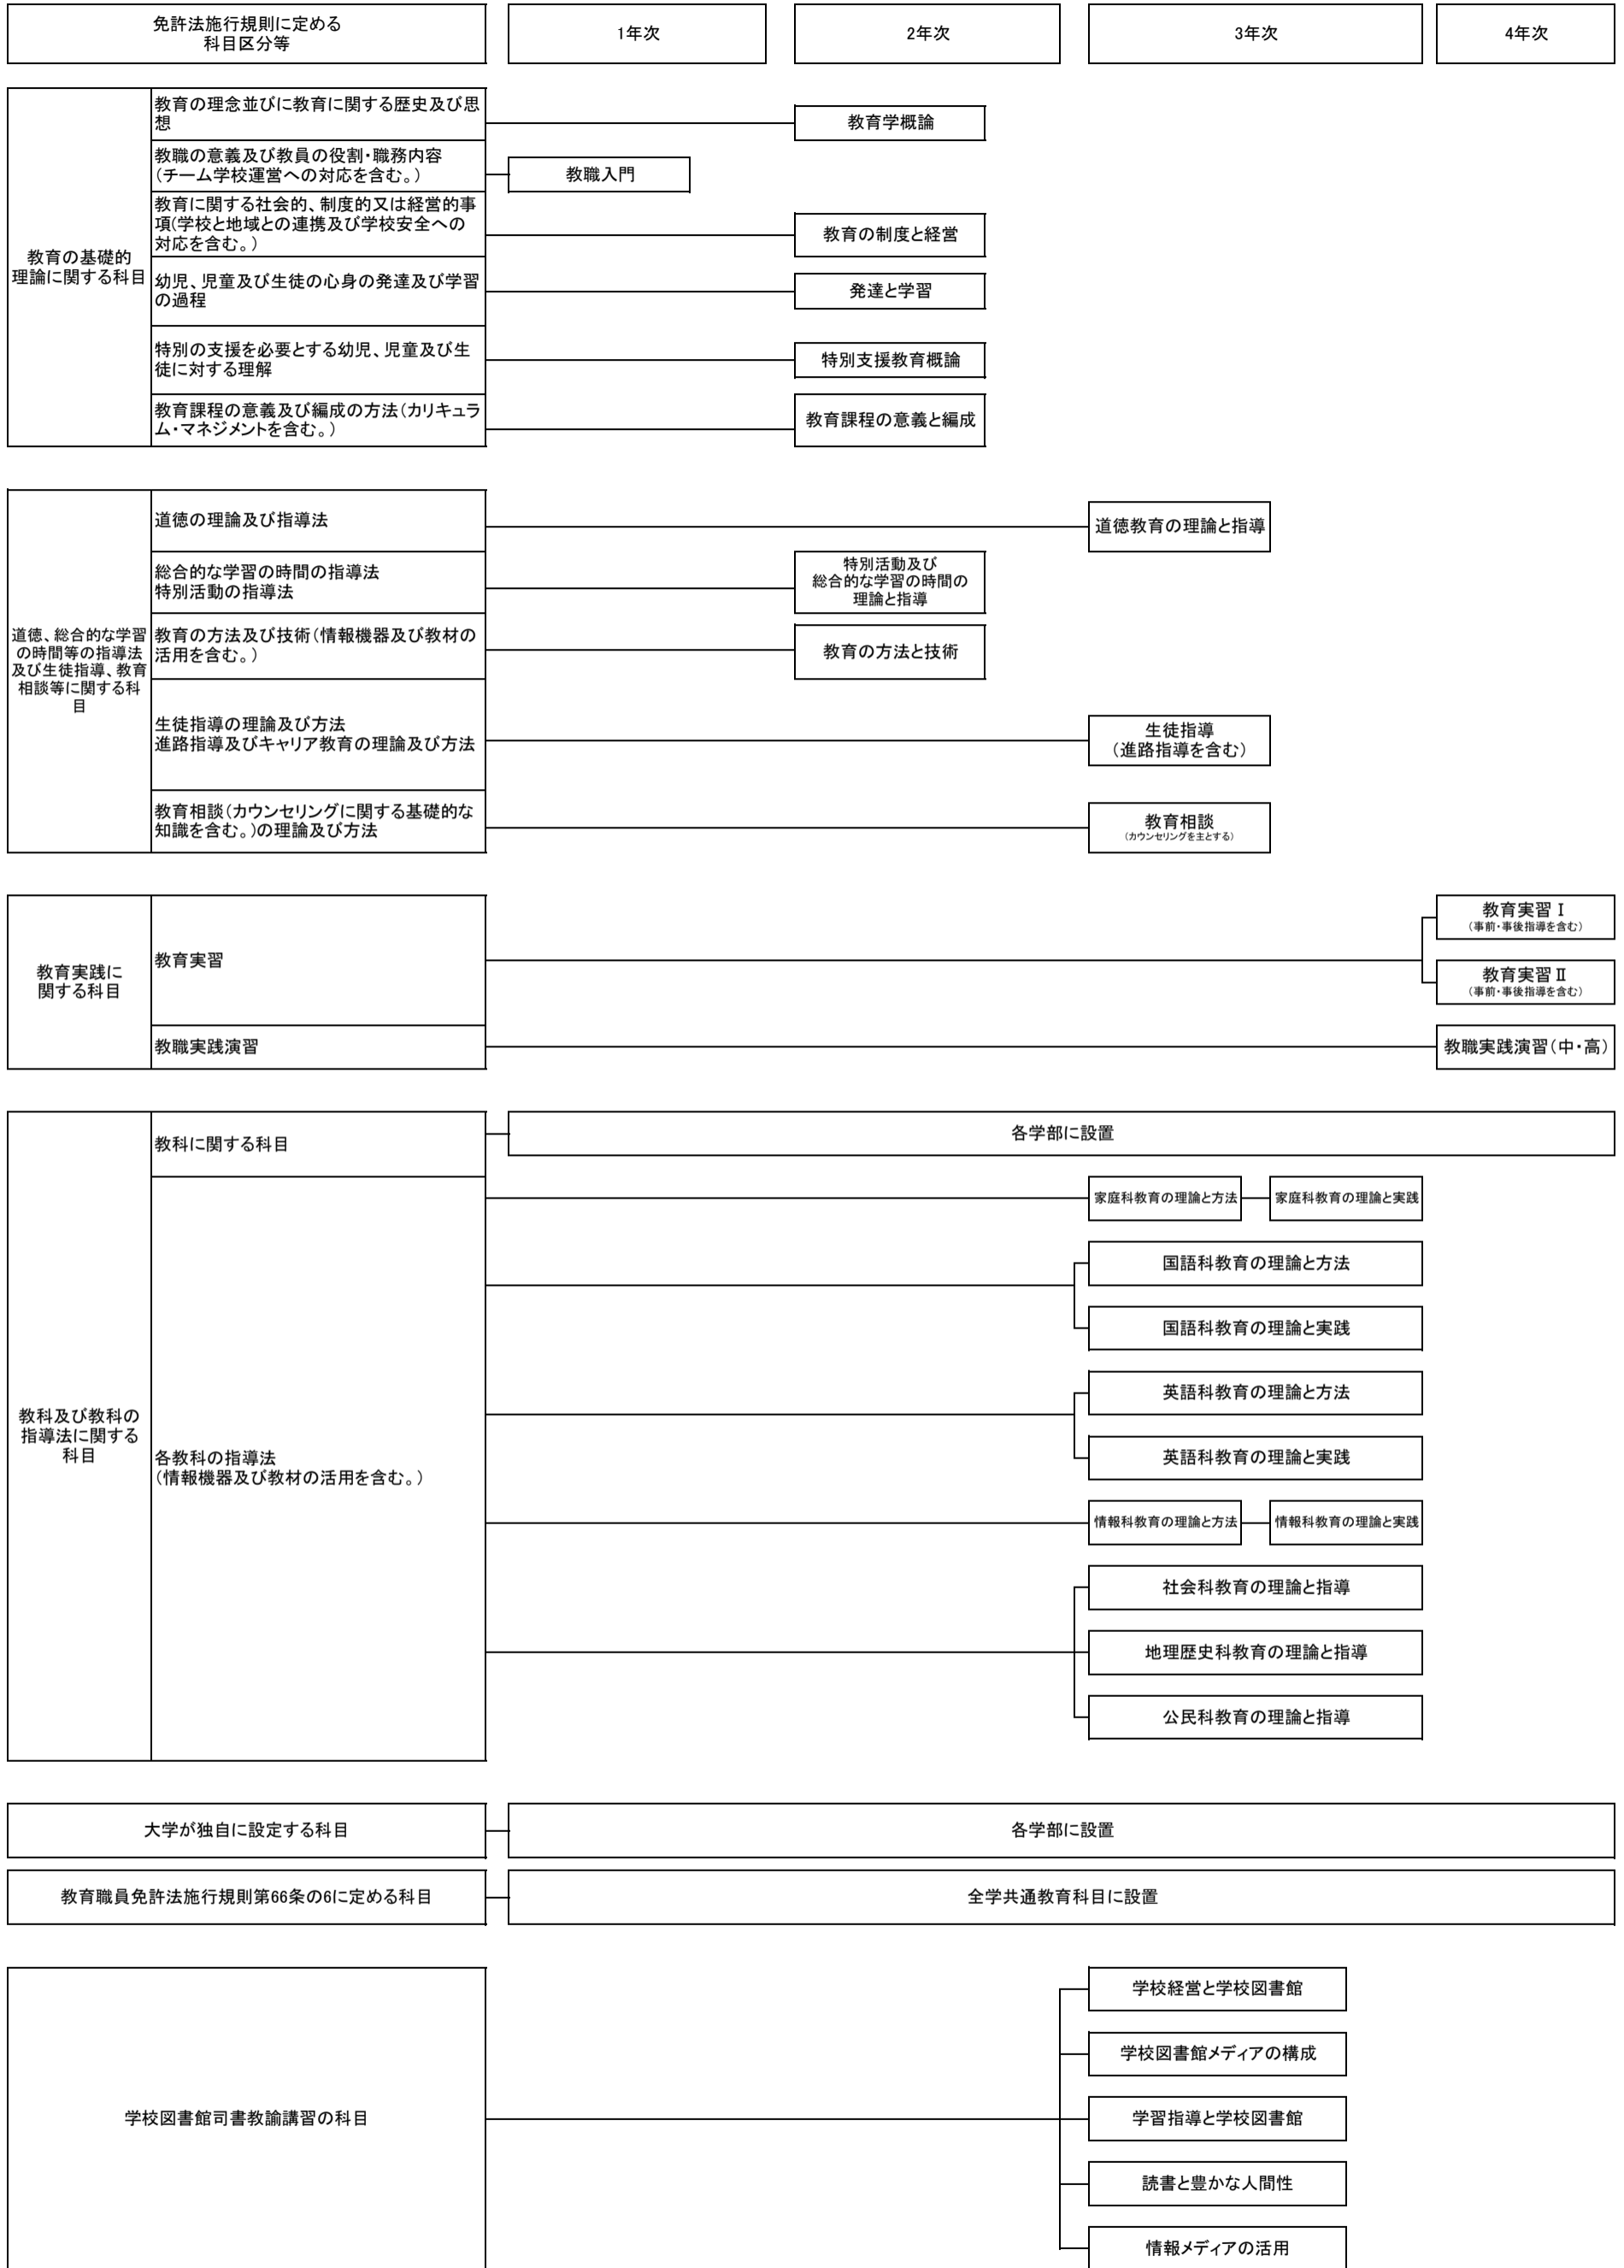 免許法施行規則に定める
科目区分等
1年次
2年次
3年次
4年次
教育の基礎的
理論に関する科目
教育の理念並びに教育に関する歴史及び思
想
教育学概論
教職の意義及び教員の役割・職務内容
(チーム学校運営への対応を含む。)
教職入門
教育に関する社会的、制度的又は経営的事
項(学校と地域との連携及び学校安全への
対応を含む。)
教育の制度と経営
幼児、児童及び生徒の心身の発達及び学習
の過程
発達と学習
特別の支援を必要とする幼児、児童及び生
徒に対する理解
特別支援教育概論
教育課程の意義及び編成の方法(カリキュラ
ム・マネジメントを含む。)
教育課程の意義と編成
道徳、総合的な学習
の時間等の指導法
及び生徒指導、教育
相談等に関する科
目
道徳の理論及び指導法
道徳教育の理論と指導
総合的な学習の時間の指導法
特別活動の指導法
特別活動及び
総合的な学習の時間の
理論と指導
教育の方法及び技術(情報機器及び教材の
活用を含む。)
教育の方法と技術
生徒指導の理論及び方法
進路指導及びキャリア教育の理論及び方法
生徒指導
(進路指導を含む)
教育相談(カウンセリングに関する基礎的な
知識を含む。)の理論及び方法
教育相談
(カウンセリングを主とする)
教育実践に
関する科目
教育実習
教育実習Ⅰ
(事前・事後指導を含む)
教育実習Ⅱ
(事前・事後指導を含む)
教職実践演習
教職実践演習(中・高)
教科及び教科の
指導法に関する
科目
教科に関する科目
各学部に設置
各教科の指導法
(情報機器及び教材の活用を含む。)
家庭科教育の理論と方法
家庭科教育の理論と実践
国語科教育の理論と方法
国語科教育の理論と実践
英語科教育の理論と方法
英語科教育の理論と実践
情報科教育の理論と方法
情報科教育の理論と実践
社会科教育の理論と指導
地理歴史科教育の理論と指導
公民科教育の理論と指導
大学が独自に設定する科目
各学部に設置
教育職員免許法施行規則第66条の6に定める科目
全学共通教育科目に設置
学校図書館司書教諭講習の科目
学校経営と学校図書館
学校図書館メディアの構成
学習指導と学校図書館
読書と豊かな人間性
情報メディアの活用